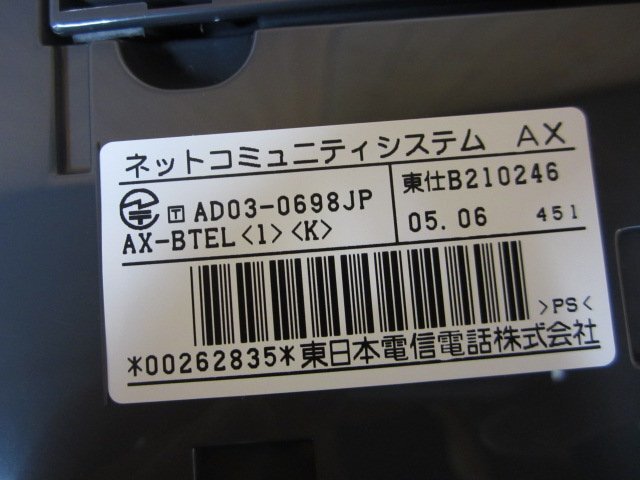 ネットコミュニティシステム AX
T AD03-0698JP
AX-BTEL<1><K>
東仕B210246
05.06 451
>PS<
*00262835*東日本電信電話株式会社